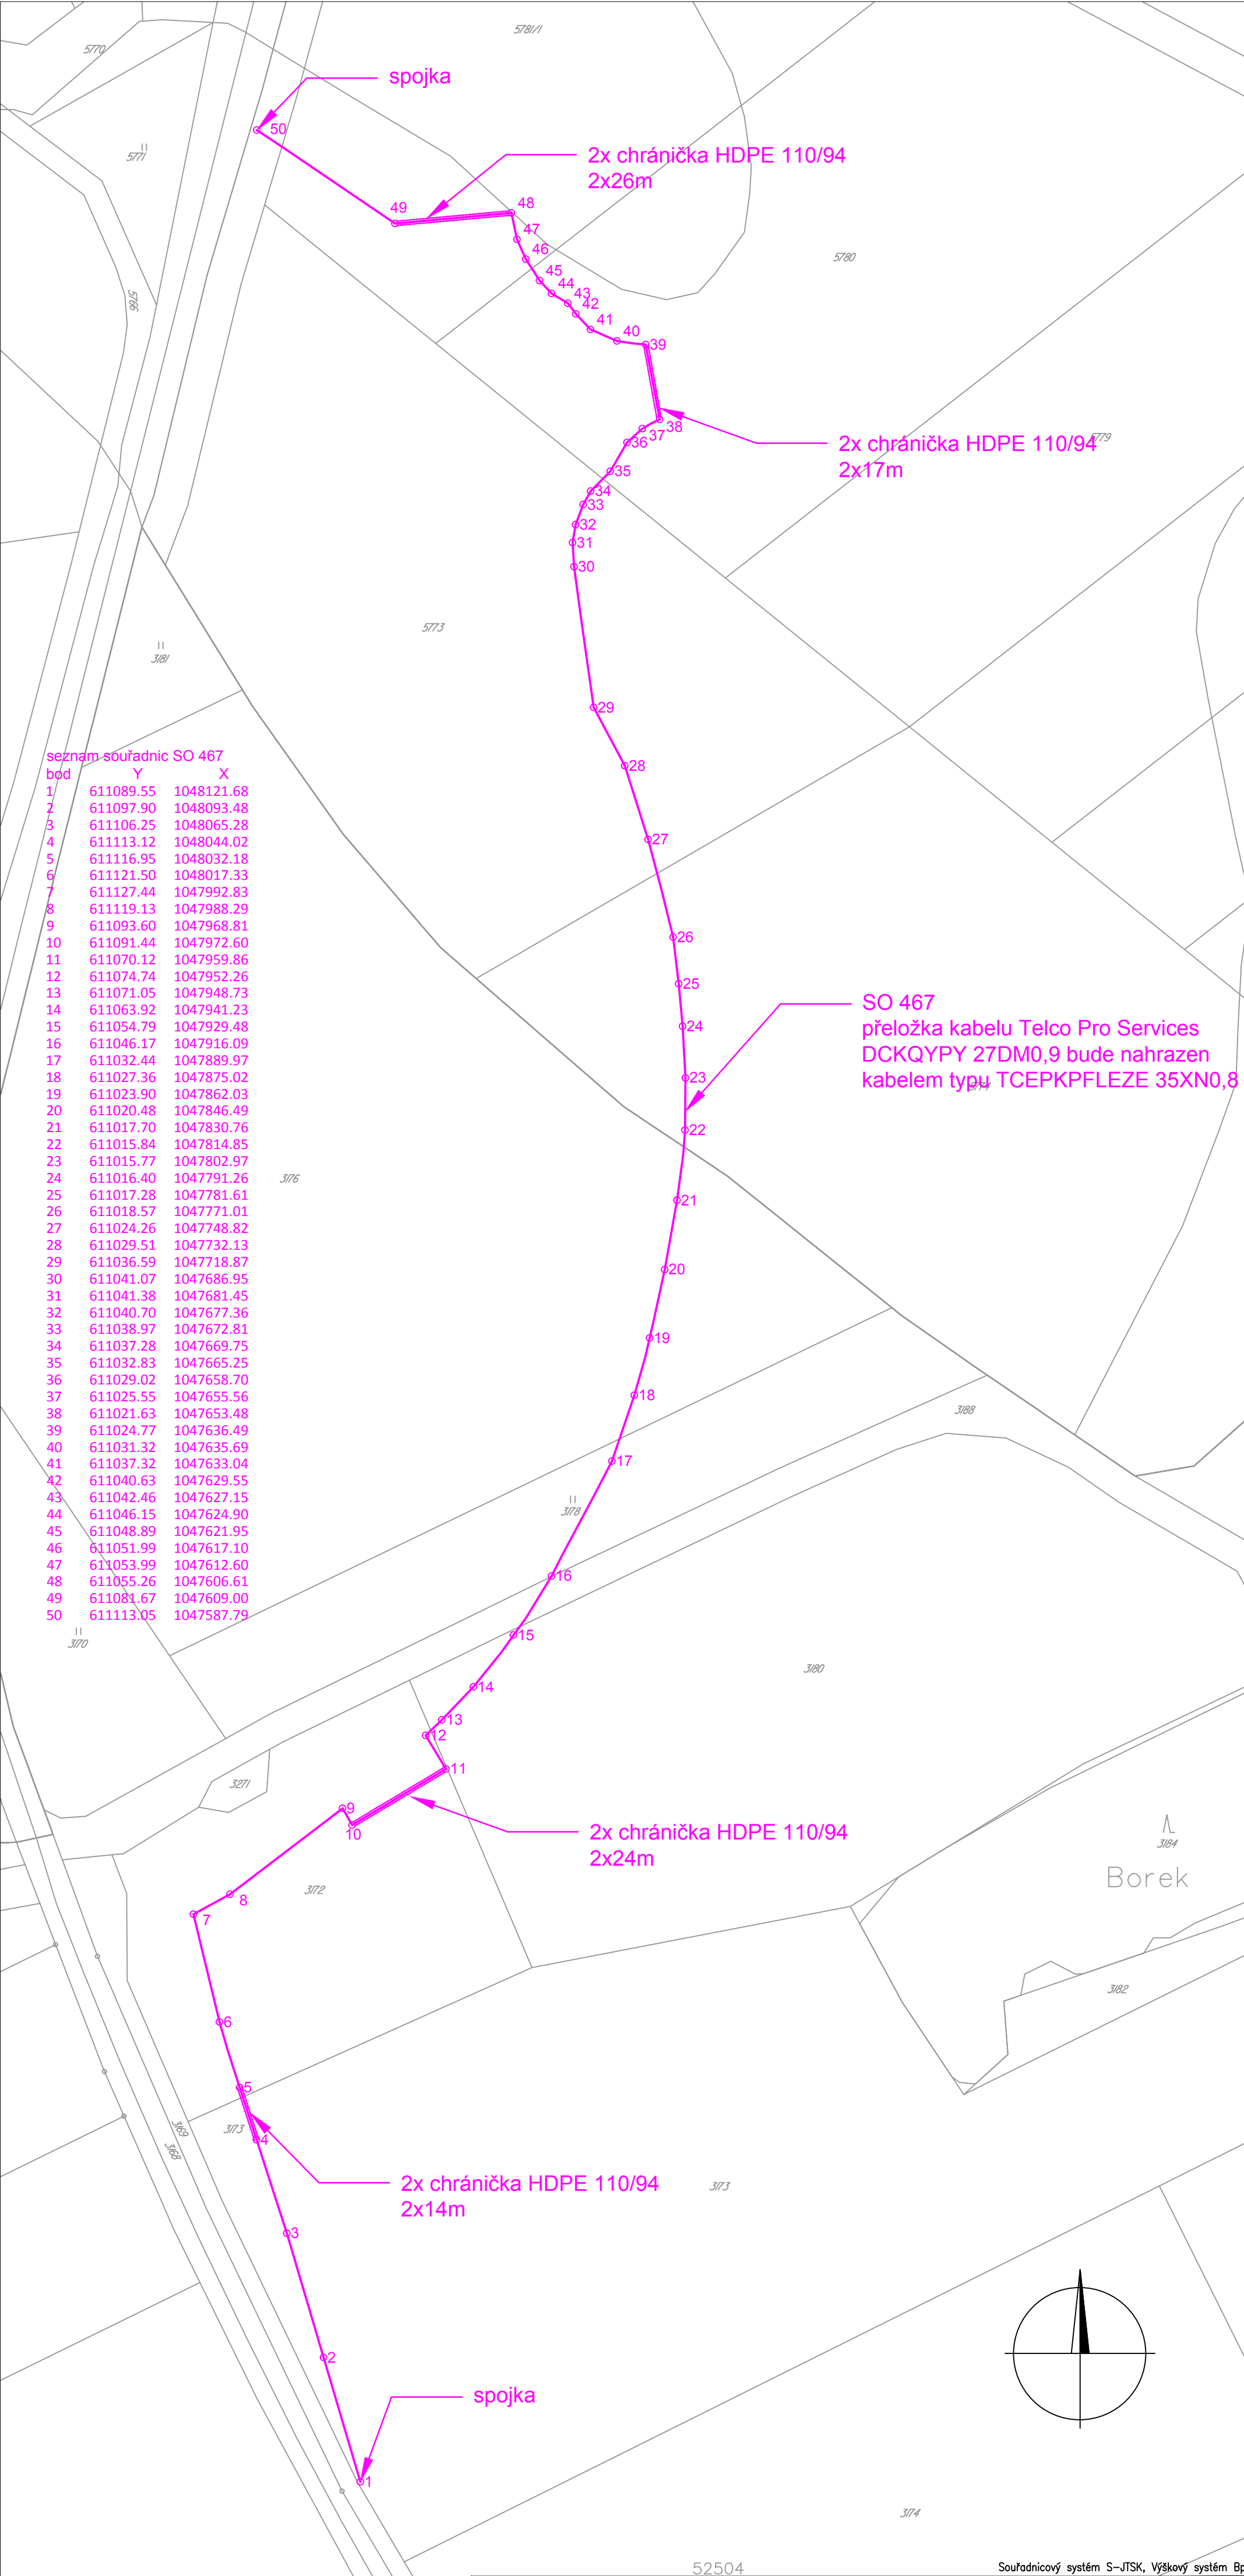 5781/1
5770
spojka
50
5771
2x chránička HDPE 110/94
2x26m
49
48
47
46
5780
45
44
5766
43
42
41
40
39
38
37
36
2x chránička HDPE 110/94
2x17m
5779
35
34
33
32
31
30
5773
3181
29
28
27
26
25
24
23
22
21
20
19
18
17
16
15
14
13
12
11
9
10
8
7
6
5
4
3
2
1
seznam souřadnic SO 467
bod Y X
1 611089.55 1048121.68
2 611097.90 1048093.48
3 611106.25 1048065.28
4 611113.12 1048044.02
5 611116.95 1048032.18
6 611121.50 1048017.33
7 611127.44 1047992.83
8 611119.13 1047988.29
9 611093.60 1047968.81
10 611091.44 1047972.60
11 611070.12 1047959.86
12 611074.74 1047952.26
13 611071.05 1047948.73
14 611063.92 1047941.23
15 611054.79 1047929.48
16 611046.17 1047916.09
17 611032.44 1047889.97
18 611027.36 1047875.02
19 611023.90 1047862.03
20 611020.48 1047846.49
21 611017.70 1047830.76
22 611015.84 1047814.85
23 611015.77 1047802.97
24 611016.40 1047791.26
25 611017.28 1047781.61
26 611018.57 1047771.01
27 611024.26 1047748.82
28 611029.51 1047732.13
29 611036.59 1047718.87
30 611041.07 1047686.95
31 611041.38 1047681.45
32 611040.70 1047677.36
33 611038.97 1047672.81
34 611037.28 1047669.75
35 611032.83 1047665.25
36 611029.02 1047658.70
37 611025.55 1047655.56
38 611021.63 1047653.48
39 611024.77 1047636.49
40 611031.32 1047635.69
41 611037.32 1047633.04
42 611040.63 1047629.55
43 611042.46 1047627.15
44 611046.15 1047624.90
45 611048.89 1047621.95
46 611051.99 1047617.10
47 611053.99 1047612.60
48 611055.26 1047606.61
49 611081.67 1047609.00
50 611113.05 1047587.79
SO 467
přeložka kabelu Telco Pro Services
DCKQYPY 27DM0,9 bude nahrazen
kabelem typu TCEPKPFLEZE 35XN0,8
5774
3176
3188
3178
3170
3180
3271
2x chránička HDPE 110/94
2x24m
3184
Borek
3172
3182
3169
3168
3173
2x chránička HDPE 110/94
2x14m
3173
spojka
3174
52504
Souřadnicový systém S-JTSK, Výškový systém Bp